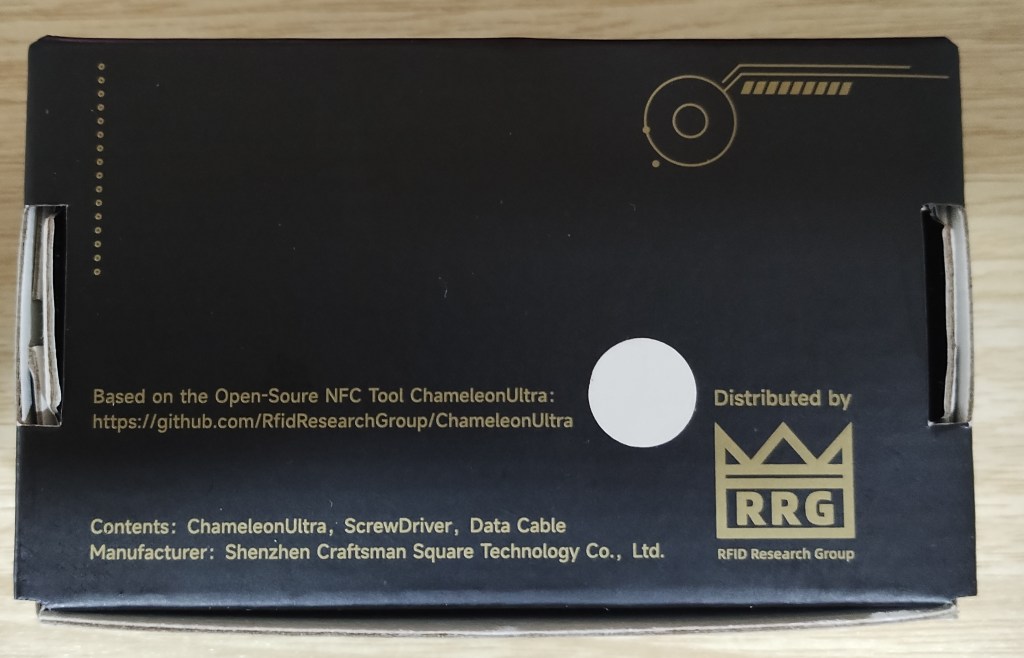 Based on the Open-Soure NFC Tool ChameleonUltra:
https://github.com/RfidResearchGroup/ChameleonUltra
Contents: ChameleonUltra, ScrewDriver, Data Cable
Manufacturer: Shenzhen Craftsman Square Technology Co., Ltd.
Distributed by
RRG
RFID Research Group